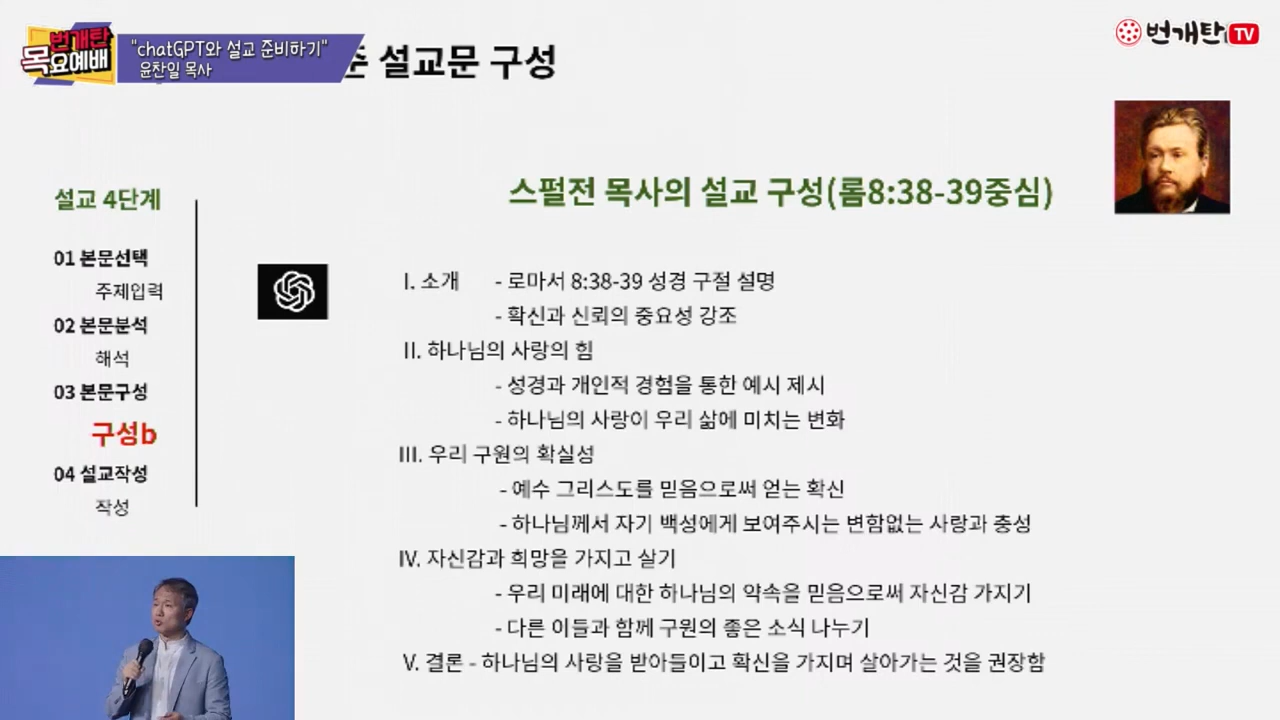 번개탄
목요예배
"chatGPT와 설교 준비하기"
윤찬일 목사
설교문 구성
번개탄 TV
설교 4단계
01 본문선택
주제입력
02 본문분석
해석
03 본문구성
구성b
04 설교작성
작성
스펄전 목사의 설교 구성(롬8:38-39중심)
I. 소개 - 로마서 8:38-39 성경 구절 설명
- 확신과 신뢰의 중요성 강조
II. 하나님의 사랑의 힘
- 성경과 개인적 경험을 통한 예시 제시
- 하나님의 사랑이 우리 삶에 미치는 변화
III. 우리 구원의 확실성
- 예수 그리스도를 믿음으로써 얻는 확신
- 하나님께서 자기 백성에게 보여주시는 변함없는 사랑과 충성
IV. 자신감과 희망을 가지고 살기
- 우리 미래에 대한 하나님의 약속을 믿음으로써 자신감 가지기
- 다른 이들과 함께 구원의 좋은 소식 나누기
V. 결론 - 하나님의 사랑을 받아들이고 확신을 가지며 살아가는 것을 권장함